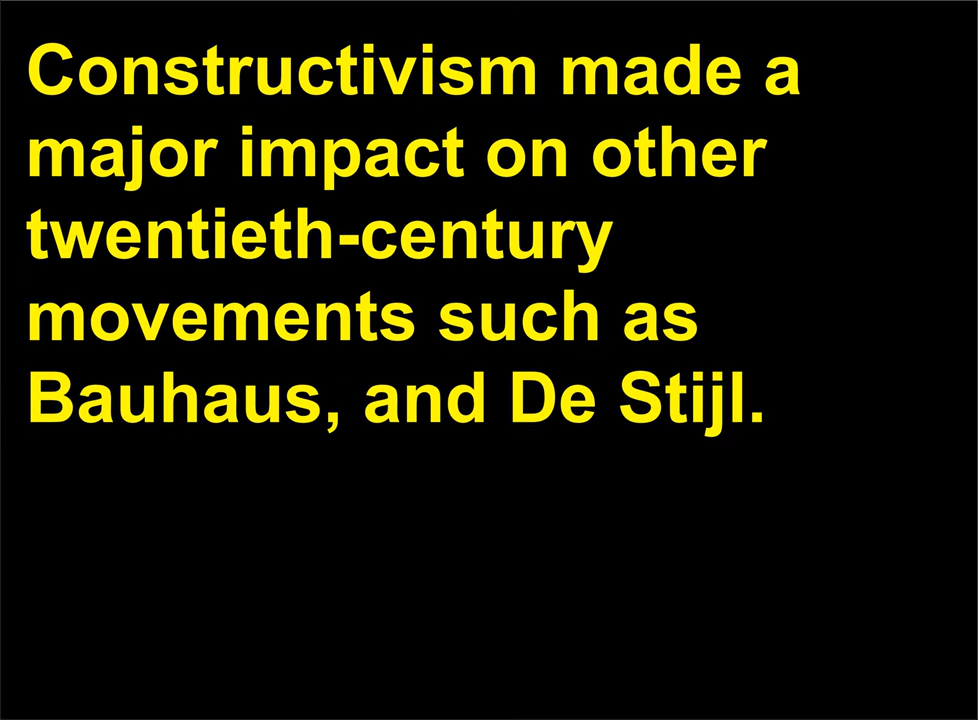 Constructivism made a
major impact on other
twentieth-century
movements such as
Bauhaus, and De Stijl.